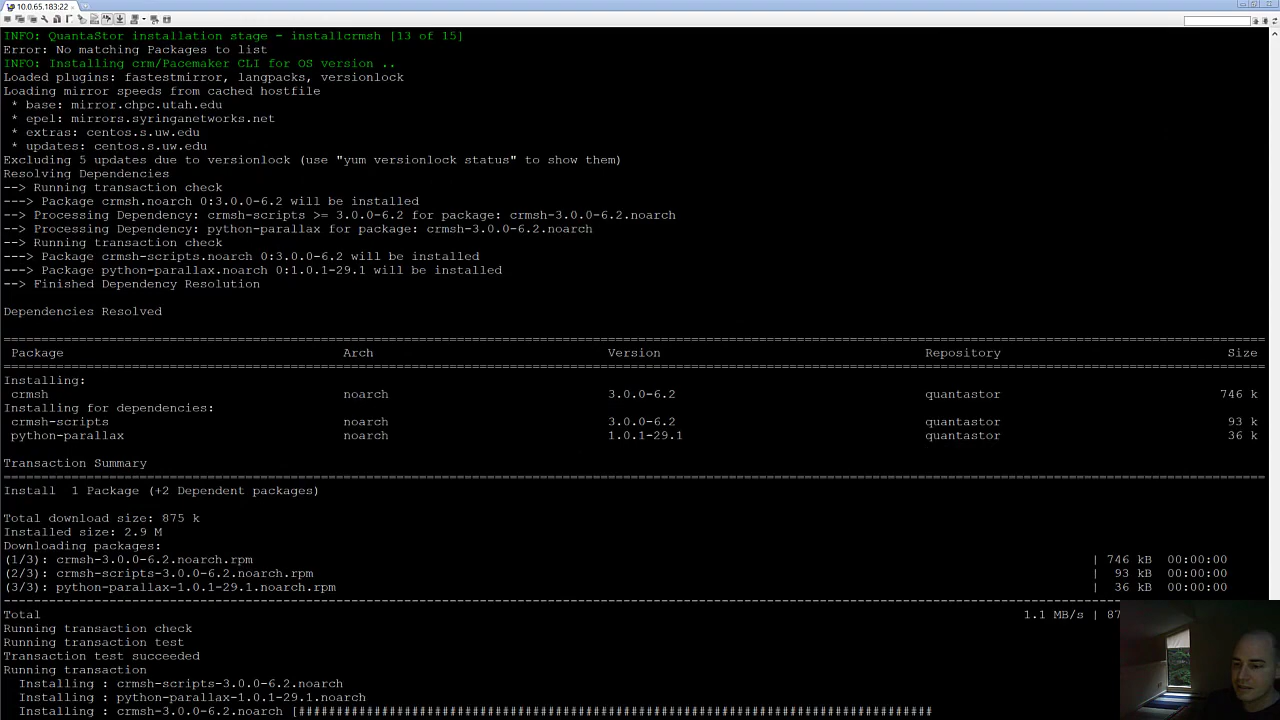 10.0.65.183:22
INFO: QuantaStor installation stage - installcrmsh [13 of 15]
Error: No matching Packages to list
INFO: Installing crm/Pacemaker CLI for OS version ..
Loaded plugins: fastestmirror, langpacks, versionlock
Loading mirror speeds from cached hostfile
* base: mirror.chpc.utah.edu
* epel: mirrors.syringanetworks.net
* extras: centos.s.uw.edu
* updates: centos.s.uw.edu
Excluding 5 updates due to versionlock (use "yum versionlock status" to show them)
Resolving Dependencies
--> Running transaction check
---> Package crmsh.noarch 0:3.0.0-6.2 will be installed
--> Processing Dependency: crmsh-scripts >= 3.0.0-6.2 for package: crmsh-3.0.0-6.2.noarch
--> Processing Dependency: python-parallax for package: crmsh-3.0.0-6.2.noarch
--> Running transaction check
---> Package crmsh-scripts.noarch 0:3.0.0-6.2 will be installed
---> Package python-parallax.noarch 0:1.0.1-29.1 will be installed
--> Finished Dependency Resolution
Dependencies Resolved
Package Arch Version Repository Size
Installing:
crmsh noarch 3.0.0-6.2 quantastor 746 k
Installing for dependencies:
crmsh-scripts noarch 3.0.0-6.2 quantastor 93 k
python-parallax noarch 1.0.1-29.1 quantastor 36 k
Transaction Summary
Install 1 Package (+2 Dependent packages)
Total download size: 875 k
Installed size: 2.9 M
Downloading packages:
(1/3): crmsh-3.0.0-6.2.noarch.rpm | 746 kB 00:00:00
(2/3): crmsh-scripts-3.0.0-6.2.noarch.rpm | 93 kB 00:00:00
(3/3): python-parallax-1.0.1-29.1.noarch.rpm | 36 kB 00:00:00
Total 1.1 MB/s | 87
Running transaction check
Running transaction test
Transaction test succeeded
Running transaction
Installing : crmsh-scripts-3.0.0-6.2.noarch
Installing : python-parallax-1.0.1-29.1.noarch
Installing : crmsh-3.0.0-6.2.noarch [####################################################################################